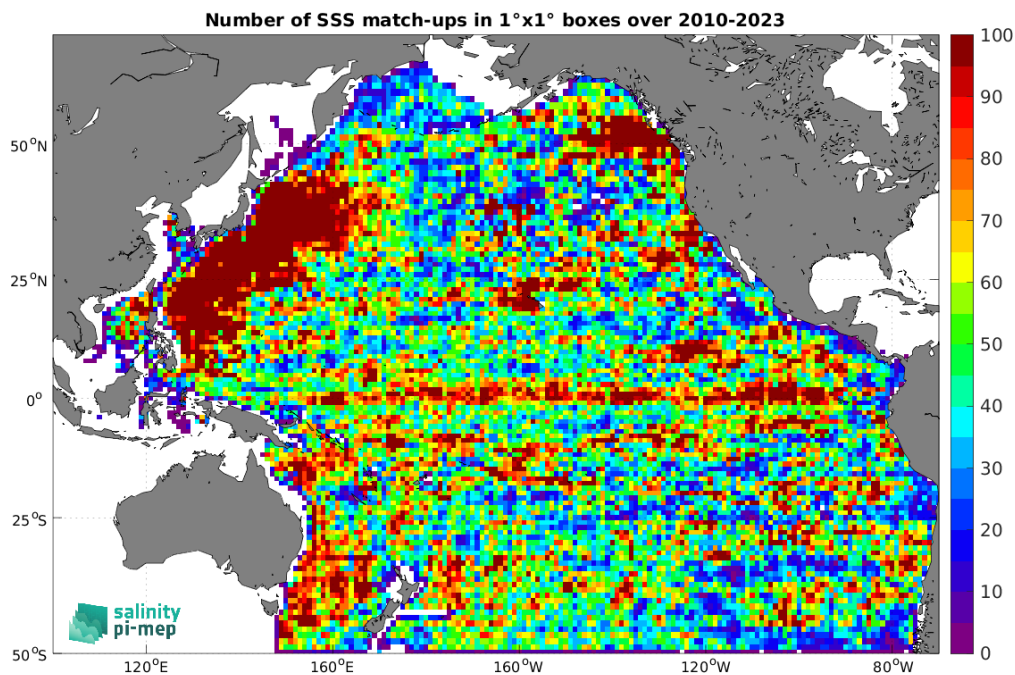 Number of SSS match-ups in 1°x1° boxes over 2010-2023
100
90
80
70
60
50
40
30
20
10
0
50°N
25°N
0°
25°S
50°S
120°E
160°E
160°W
120°W
80°W
salinity
pi-mep